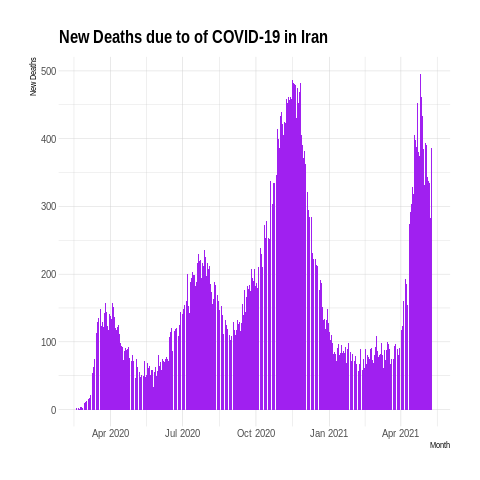 New Deaths due to of COVID-19 in Iran
New Deaths
500
400
300
200
100
0
Apr 2020 Jul 2020 Oct 2020 Jan 2021 Apr 2021
Month